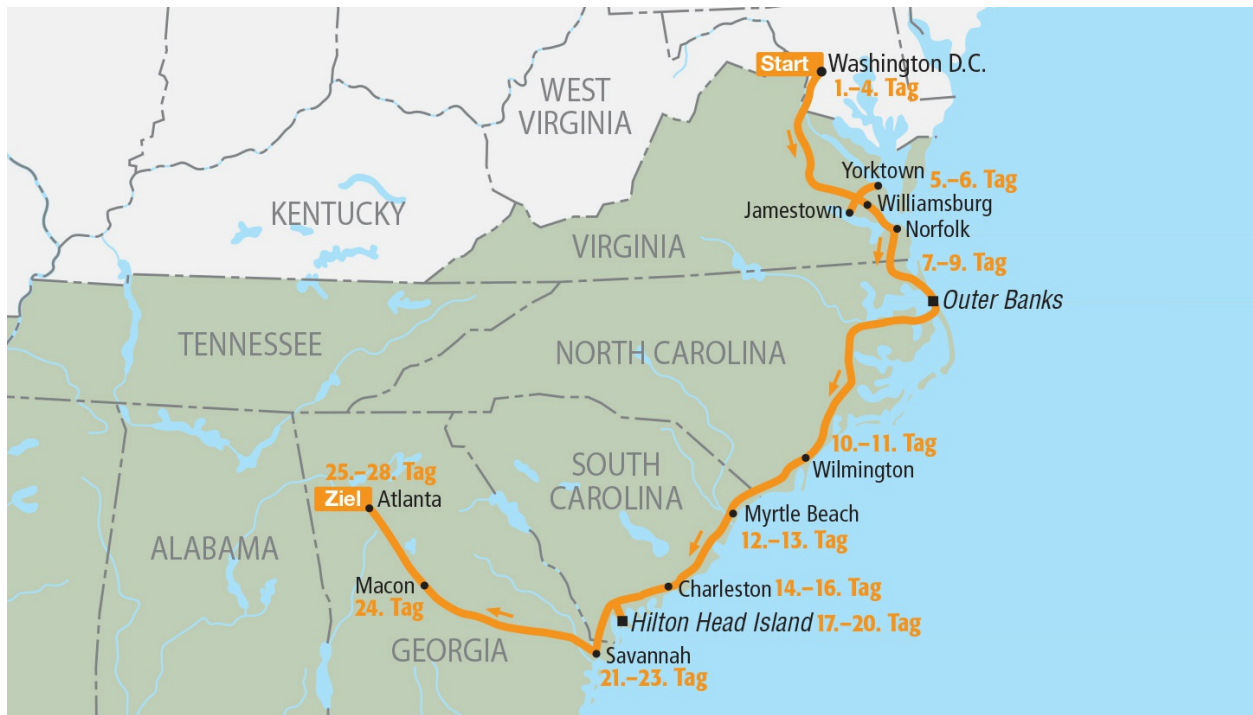 Start
Washington D.C.
1.–4. Tag
WEST
VIRGINIA
Yorktown
5.–6. Tag
KENTUCKY
Jamestown
Williamsburg
Norfolk
VIRGINIA
7.–9. Tag
Outer Banks
TENNESSEE
NORTH CAROLINA
10.–11. Tag
Wilmington
SOUTH
CAROLINA
25.–28. Tag
Ziel
Atlanta
Myrtle Beach
12.–13. Tag
ALABAMA
Macon
24. Tag
Charleston 14.–16. Tag
Hilton Head Island 17.–20. Tag
GEORGIA
Savannah
21.–23. Tag